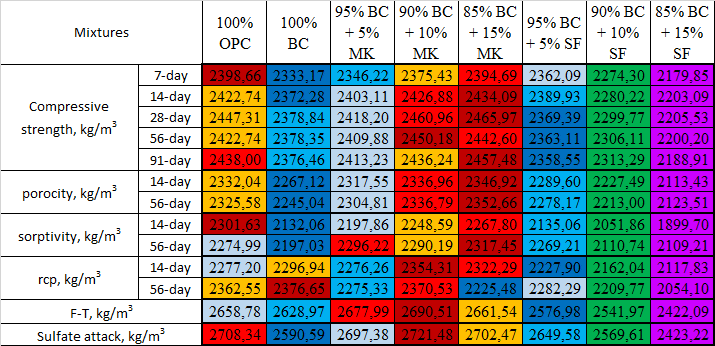 Mixtures 100% OPC 100% BC 95% BC + 5% MK 90% BC + 10% MK 85% BC + 15% MK 95% BC + 5% SF 90% BC + 10% SF 85% BC + 15% SF
Compressive strength, kg/m³
7-day 2398,66 2333,17 2346,22 2375,43 2394,69 2362,09 2274,30 2179,85
14-day 2422,74 2372,28 2403,11 2426,88 2434,09 2389,93 2280,22 2203,09
28-day 2447,31 2378,84 2418,20 2460,96 2465,97 2369,39 2299,77 2205,53
56-day 2422,74 2378,35 2409,88 2450,18 2442,60 2363,11 2306,11 2200,20
91-day 2438,00 2376,46 2413,23 2436,24 2457,48 2358,55 2313,29 2188,91
porocity, kg/m³
14-day 2332,04 2267,12 2317,55 2336,96 2346,92 2289,60 2227,49 2113,43
56-day 2325,58 2245,04 2304,81 2336,79 2352,66 2278,17 2213,00 2123,51
sorptivity, kg/m³
14-day 2301,63 2132,06 2197,86 2248,59 2267,80 2135,06 2051,86 1899,70
56-day 2274,99 2197,03 2296,22 2290,19 2317,45 2269,21 2110,74 2109,21
rcp, kg/m³
14-day 2277,20 2296,94 2276,26 2354,31 2322,29 2227,90 2162,04 2117,83
56-day 2362,55 2376,65 2275,33 2370,53 2225,48 2282,29 2209,77 2054,10
F-T, kg/m³ 2658,78 2628,97 2677,99 2690,51 2661,54 2576,98 2541,97 2422,09
Sulfate attack, kg/m³ 2708,34 2590,59 2697,38 2721,48 2702,47 2649,58 2569,61 2423,22